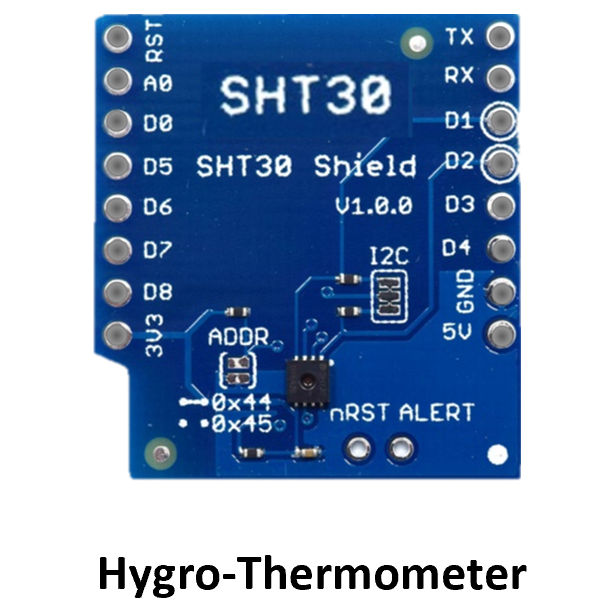 RST
TX
A0
RX
SHT30
D0
D1
D5
SHT30 Shield
D2
D6
V1.0.0
D3
D7
I2C
D4
D8
GND
3V3
ADDR
5V
0x44
0x45
nRST ALERT
Hygro-Thermometer